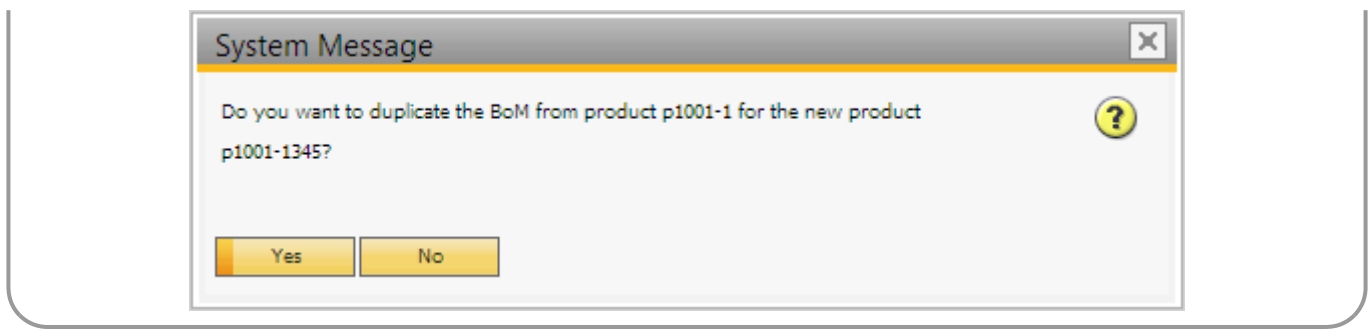 System Message
Do you want to duplicate the BoM from product p1001-1 for the new product
p1001-1345?
Yes
No